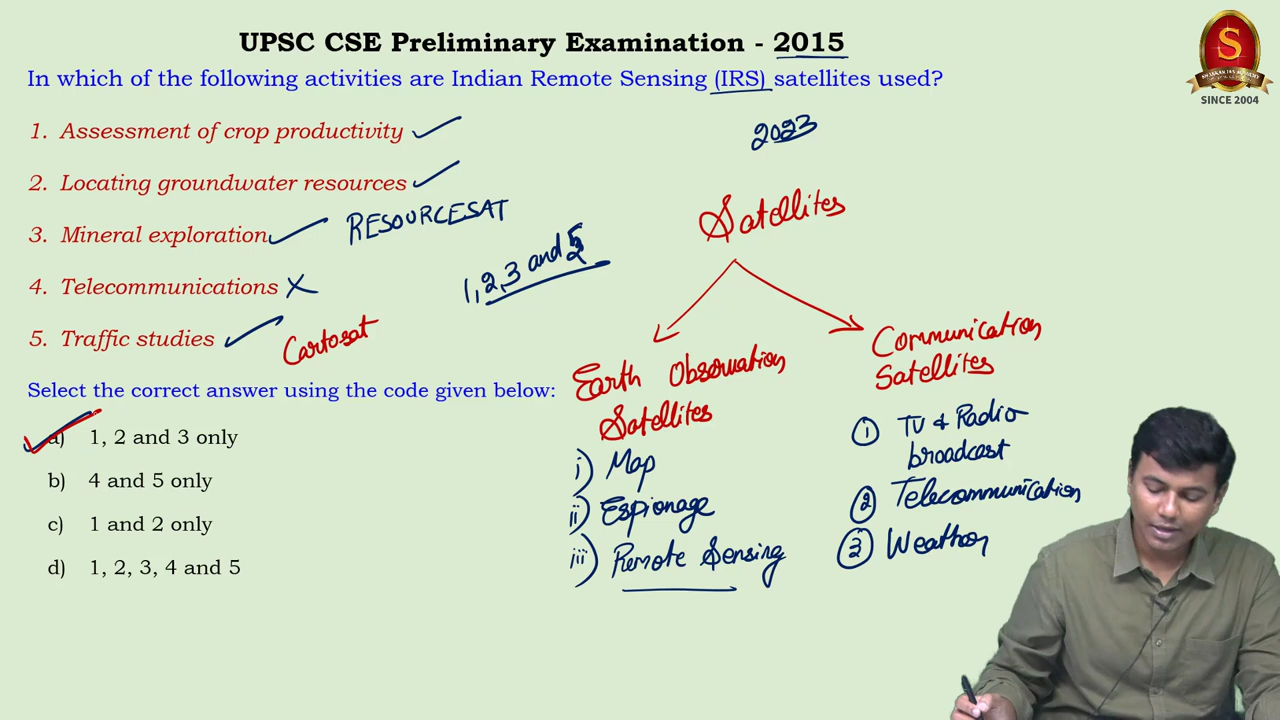 UPSC CSE Preliminary Examination - 2015
In which of the following activities are Indian Remote Sensing (IRS) satellites used?
1. Assessment of crop productivity
2. Locating groundwater resources
3. Mineral exploration
4. Telecommunications
5. Traffic studies
Select the correct answer using the code given below:
a) 1, 2 and 3 only
b) 4 and 5 only
c) 1 and 2 only
d) 1, 2, 3, 4 and 5
RESOURCESAT
Cartosat
1, 2, 3 and 5
2023
Satellites
Earth Observation
Satellites
i) Map
ii) Espionage
iii) Remote Sensing
Communication
Satellites
1 TV & Radio
broadcast
2 Telecommunication
3 Weather
S
SINCE 2004